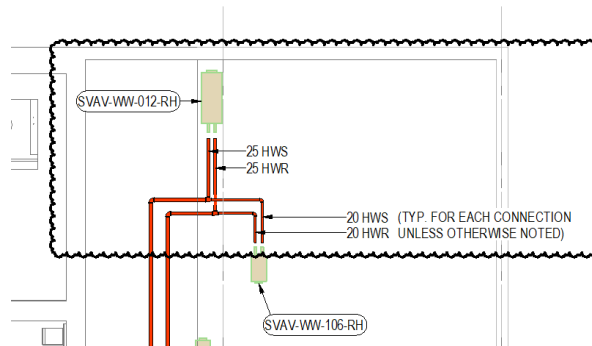 SVAV-WW-012-RH
25 HWS
25 HWR
20 HWS (TYP. FOR EACH CONNECTION
20 HWR UNLESS OTHERWISE NOTED)
SVAV-WW-106-RH